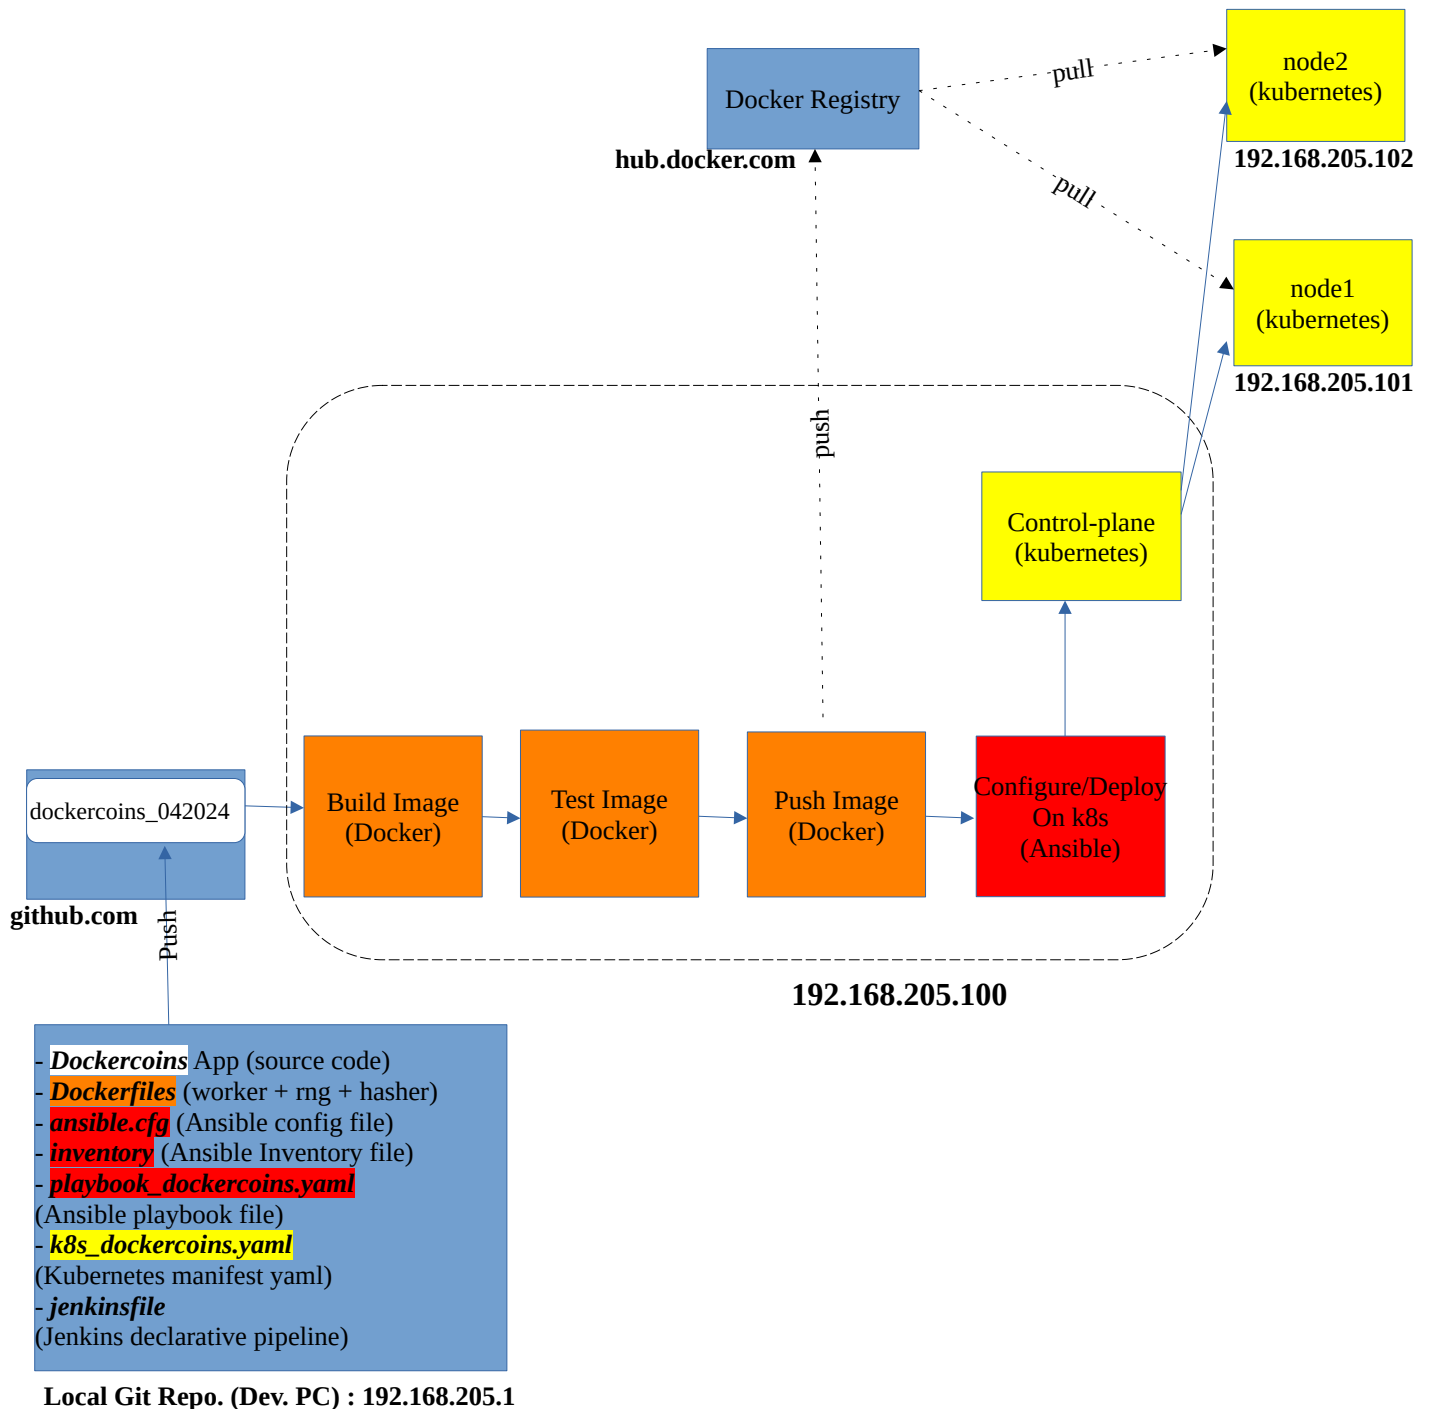 node2
(kubernetes)
192.168.205.102
pull
Docker Registry
hub.docker.com
pull
node1
(kubernetes)
192.168.205.101
push
Control-plane
(kubernetes)
dockercoins_042024
github.com
Push
Build Image
(Docker)
Test Image
(Docker)
Push Image
(Docker)
Configure/Deploy
On k8s
(Ansible)
192.168.205.100
- Dockercoins App (source code)
- Dockerfiles (worker + rng + hasher)
- ansible.cfg (Ansible config file)
- inventory (Ansible Inventory file)
- playbook_dockercoins.yaml
(Ansible playbook file)
- k8s_dockercoins.yaml
(Kubernetes manifest yaml)
- jenkinsfile
(Jenkins declarative pipeline)
Local Git Repo. (Dev. PC) : 192.168.205.1